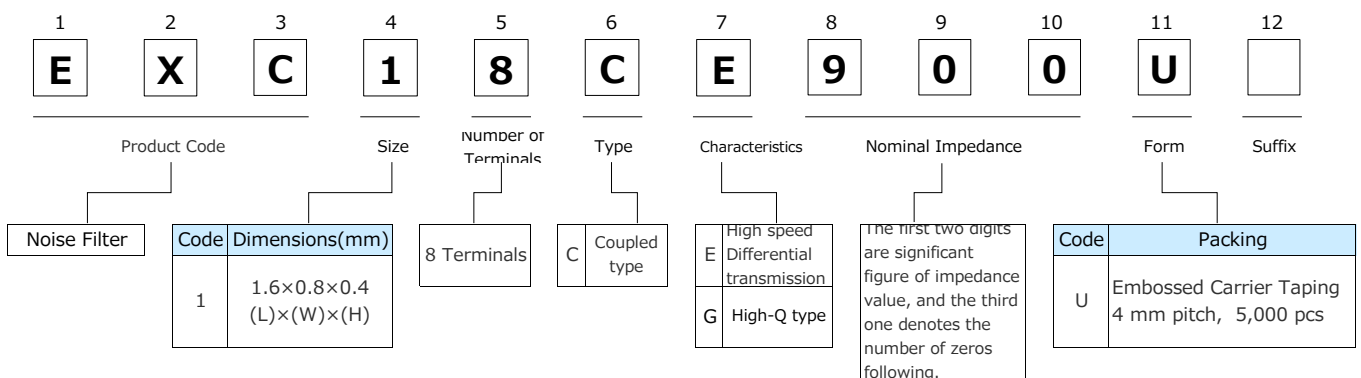 1 2 3 4 5 6 7 8 9 10 11 12
E X C 1 8 C E 9 0 0 U
Product Code
Size
Number of
Terminals
Type
Characteristics
Nominal Impedance
Form
Suffix
Noise Filter
Code Dimensions(mm)
1 1.6×0.8×0.4
(L)×(W)×(H)
8 Terminals
C Coupled
type
E High speed
Differential
transmission
G High-Q type
The first two digits
are significant
figure of impedance
value, and the third
one denotes the
number of zeros
following.
Code Packing
U Embossed Carrier Taping
4 mm pitch, 5,000 pcs